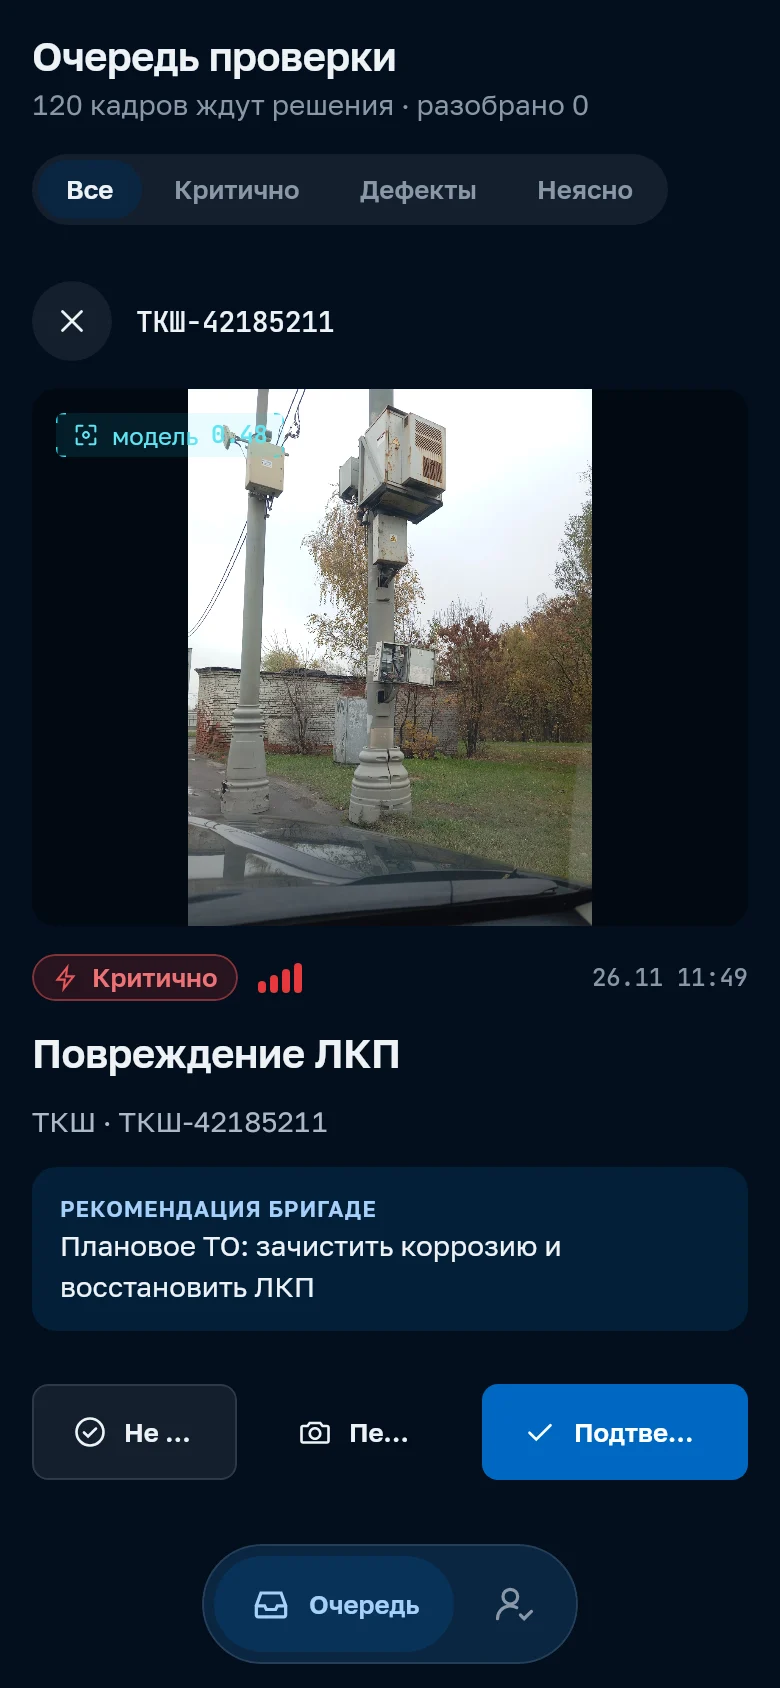 Очередь проверки
120 кадров ждут решения · разобрано 0
Все Критично Дефекты Неясно
ТКШ-42185211
модель 0.48
Критично 26.11 11:49
Повреждение ЛКП
ТКШ · ТКШ-42185211
РЕКОМЕНДАЦИЯ БРИГАДЕ
Плановое ТО: зачистить коррозию и
восстановить ЛКП
Не ... Пе... Подтве...
Очередь